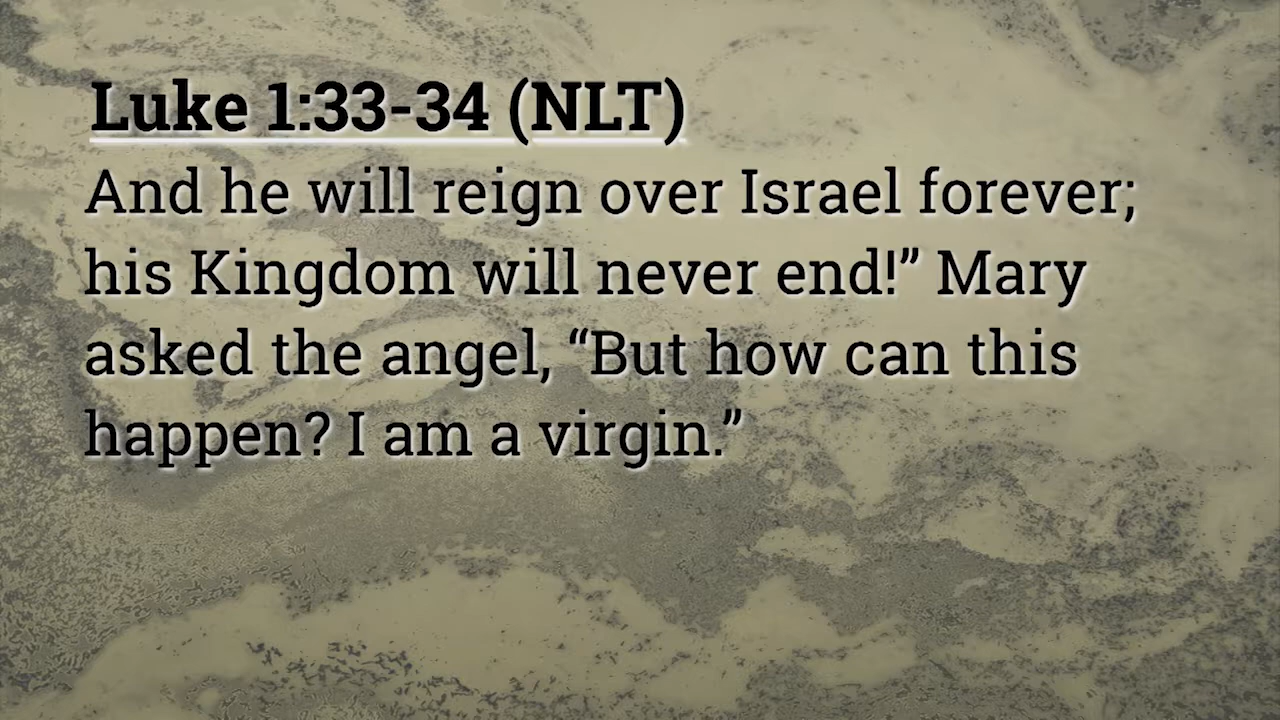 Luke 1:33-34 (NLT)
And he will reign over Israel forever;
his Kingdom will never end!” Mary
asked the angel, “But how can this
happen? I am a virgin.”